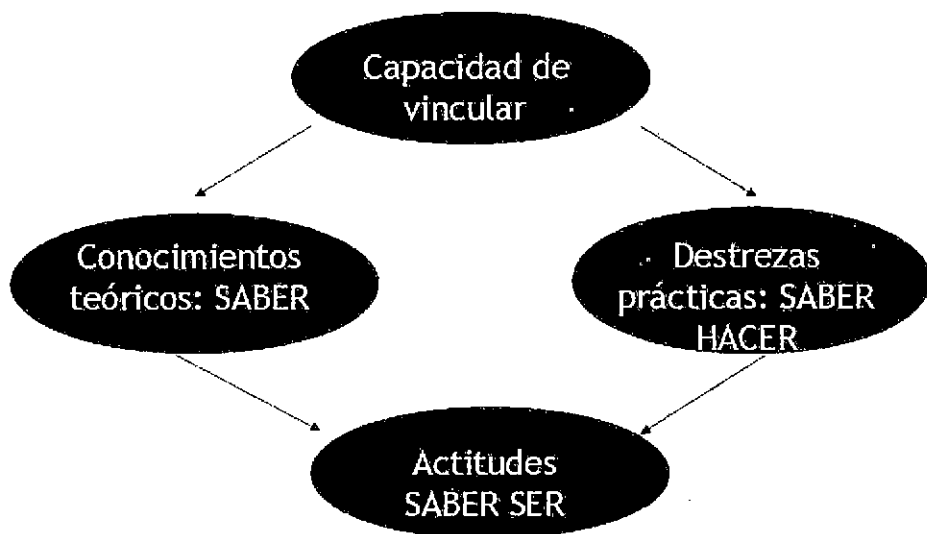 Capacidad de
vincular
Conocimientos
teóricos: SABER
Destrezas
prácticas: SABER
HACER
Actitudes
SABER SER